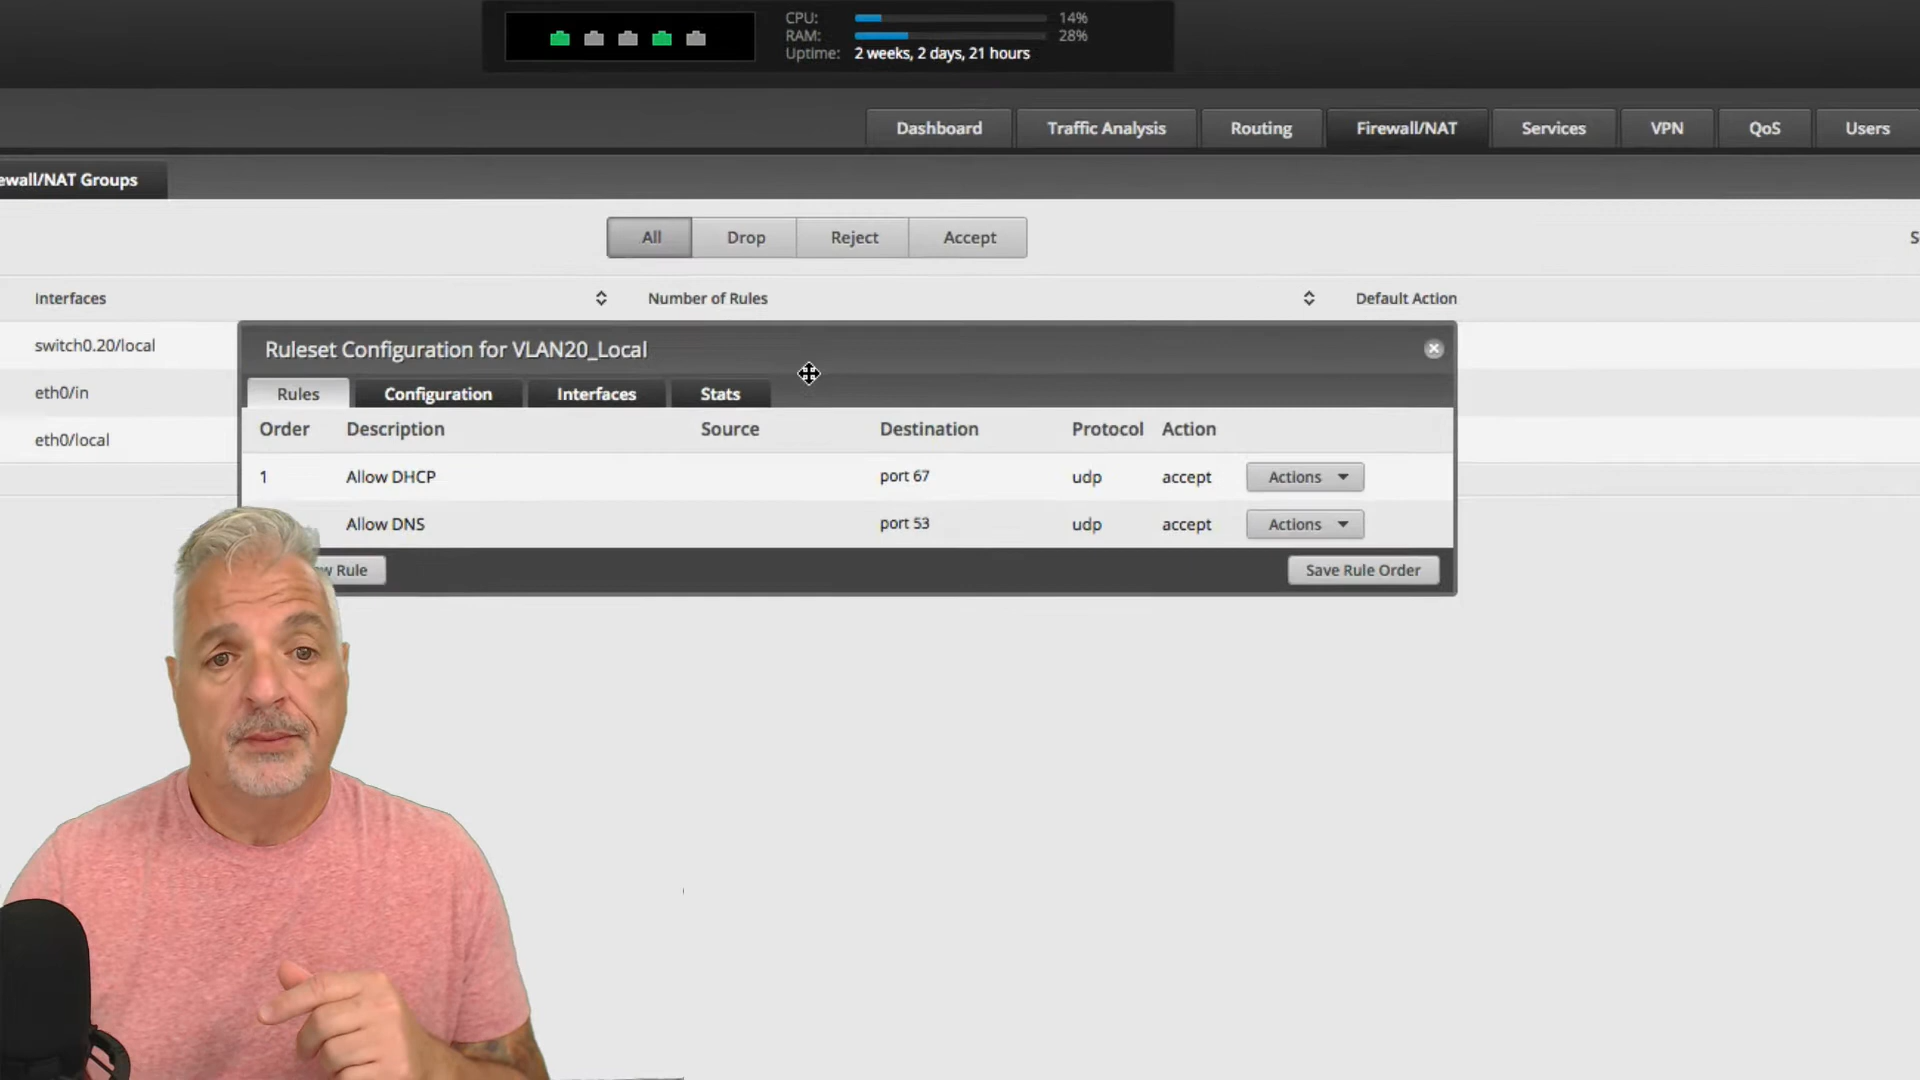 CPU: 14%
RAM: 28%
Uptime: 2 weeks, 2 days, 21 hours
Dashboard Traffic Analysis Routing Firewall/NAT Services VPN QoS Users
ewall/NAT Groups
All Drop Reject Accept S
Interfaces Number of Rules Default Action
switch0.20/local
eth0/in
eth0/local
Ruleset Configuration for VLAN20_Local
Rules Configuration Interfaces Stats
Order Description Source Destination Protocol Action
1 Allow DHCP port 67 udp accept Actions
Allow DNS port 53 udp accept Actions
w Rule Save Rule Order